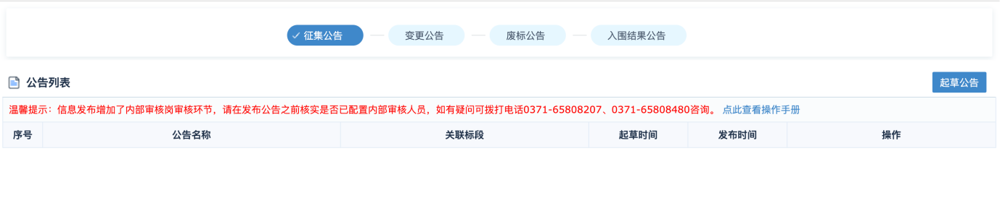 征集公告 变更公告 废标公告 入围结果公告
公告列表 起草公告
温馨提示：信息发布增加了内部审核岗审核环节，请在发布公告之前核实是否已配置内部审核人员，如有疑问可拨打电话0371-65808207、0371-65808480咨询。 点此查看操作手册
序号 公告名称 关联标段 起草时间 发布时间 操作